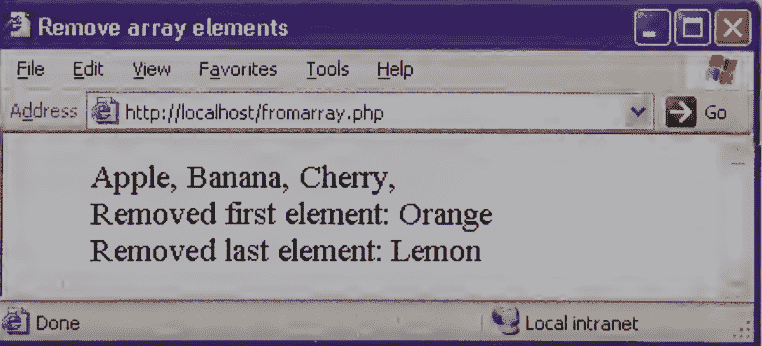 Remove array elements
File Edit View Favorites Tools Help
Address http://localhost/fromarray.php Go
Apple, Banana, Cherry,
Removed first element: Orange
Removed last element: Lemon
Done Local intranet